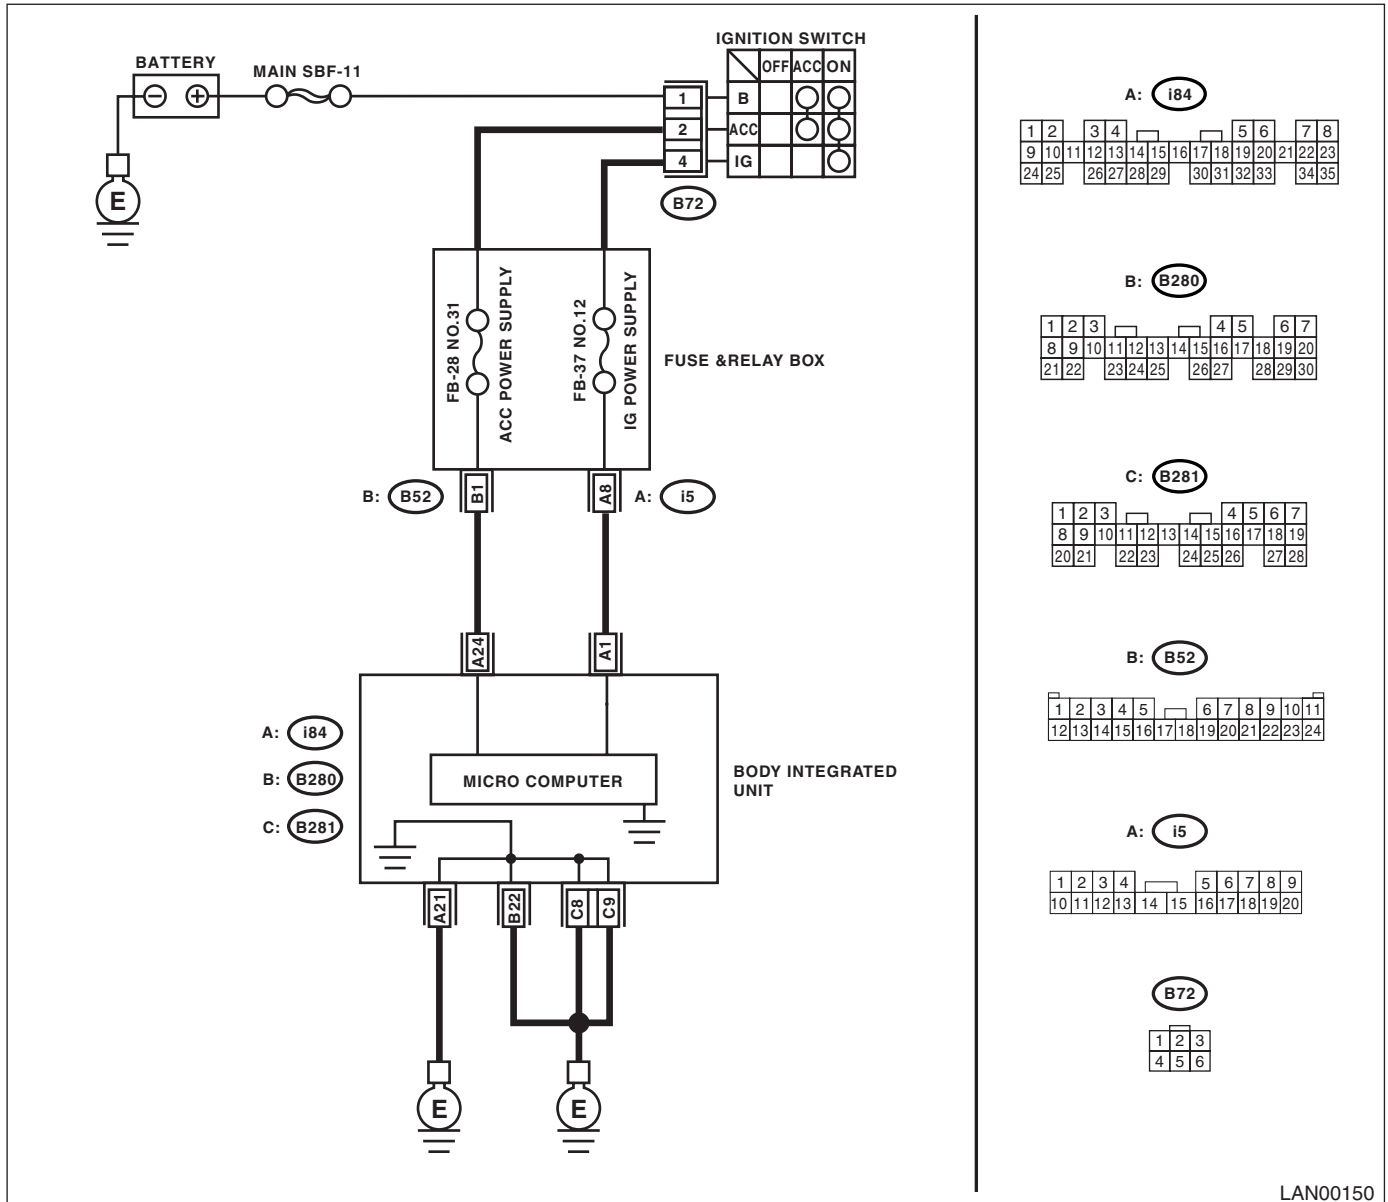 IGNITION SWITCH
BATTERY
MAIN SBF-11
OFF ACC ON
1 B
2 ACC
4 IG
B72
E
FB-28 NO.31
ACC POWER SUPPLY
FB-37 NO.12
IG POWER SUPPLY
FUSE &RELAY BOX
B: B52
B1
A8
A: i5
A24
A1
A: i84
B: B280
C: B281
MICRO COMPUTER
BODY INTEGRATED
UNIT
A21
B22
C8
C9
E
E
A: i84
1 2 3 4 5 6 7 8
9 10 11 12 13 14 15 16 17 18 19 20 21 22 23
24 25 26 27 28 29 30 31 32 33 34 35
B: B280
1 2 3 4 5 6 7
8 9 10 11 12 13 14 15 16 17 18 19 20
21 22 23 24 25 26 27 28 29 30
C: B281
1 2 3 4 5 6 7
8 9 10 11 12 13 14 15 16 17 18 19
20 21 22 23 24 25 26 27 28
B: B52
1 2 3 4 5 6 7 8 9 10 11
12 13 14 15 16 17 18 19 20 21 22 23 24
A: i5
1 2 3 4 5 6 7 8 9
10 11 12 13 14 15 16 17 18 19 20
B72
1 2 3
4 5 6
LAN00150